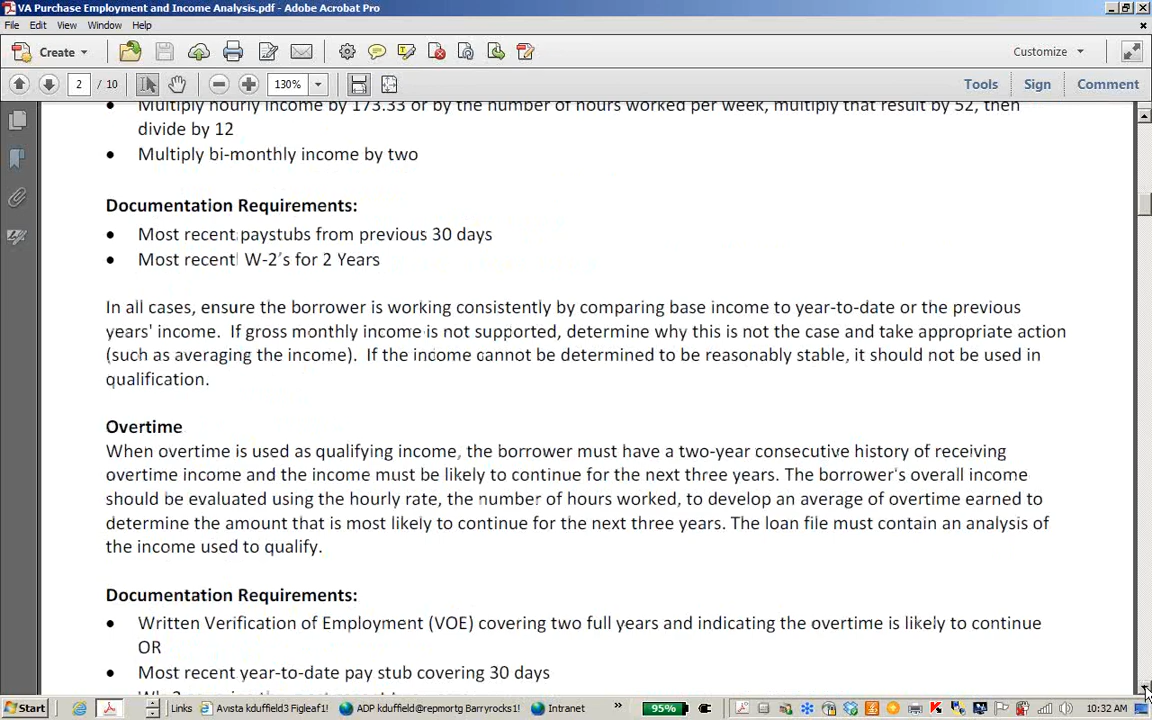 VA Purchase Employment and Income Analysis.pdf - Adobe Acrobat Pro
File Edit View Window Help
Create
Customize
2 / 10
130%
Tools Sign Comment
• Multiply hourly income by 173.33 or by the number of hours worked per week, multiply that result by 52, then
divide by 12
• Multiply bi-monthly income by two
Documentation Requirements:
• Most recent paystubs from previous 30 days
• Most recent W-2's for 2 Years
In all cases, ensure the borrower is working consistently by comparing base income to year-to-date or the previous
years' income. If gross monthly income is not supported, determine why this is not the case and take appropriate action
(such as averaging the income). If the income cannot be determined to be reasonably stable, it should not be used in
qualification.
Overtime
When overtime is used as qualifying income, the borrower must have a two-year consecutive history of receiving
overtime income and the income must be likely to continue for the next three years. The borrower's overall income
should be evaluated using the hourly rate, the number of hours worked, to develop an average of overtime earned to
determine the amount that is most likely to continue for the next three years. The loan file must contain an analysis of
the income used to qualify.
Documentation Requirements:
• Written Verification of Employment (VOE) covering two full years and indicating the overtime is likely to continue
OR
• Most recent year-to-date pay stub covering 30 days
Start Links Avista kduffield3 Figleaf1! ADP kduffield@repmortg Barryrocks1! Intranet » 95% 10:32 AM